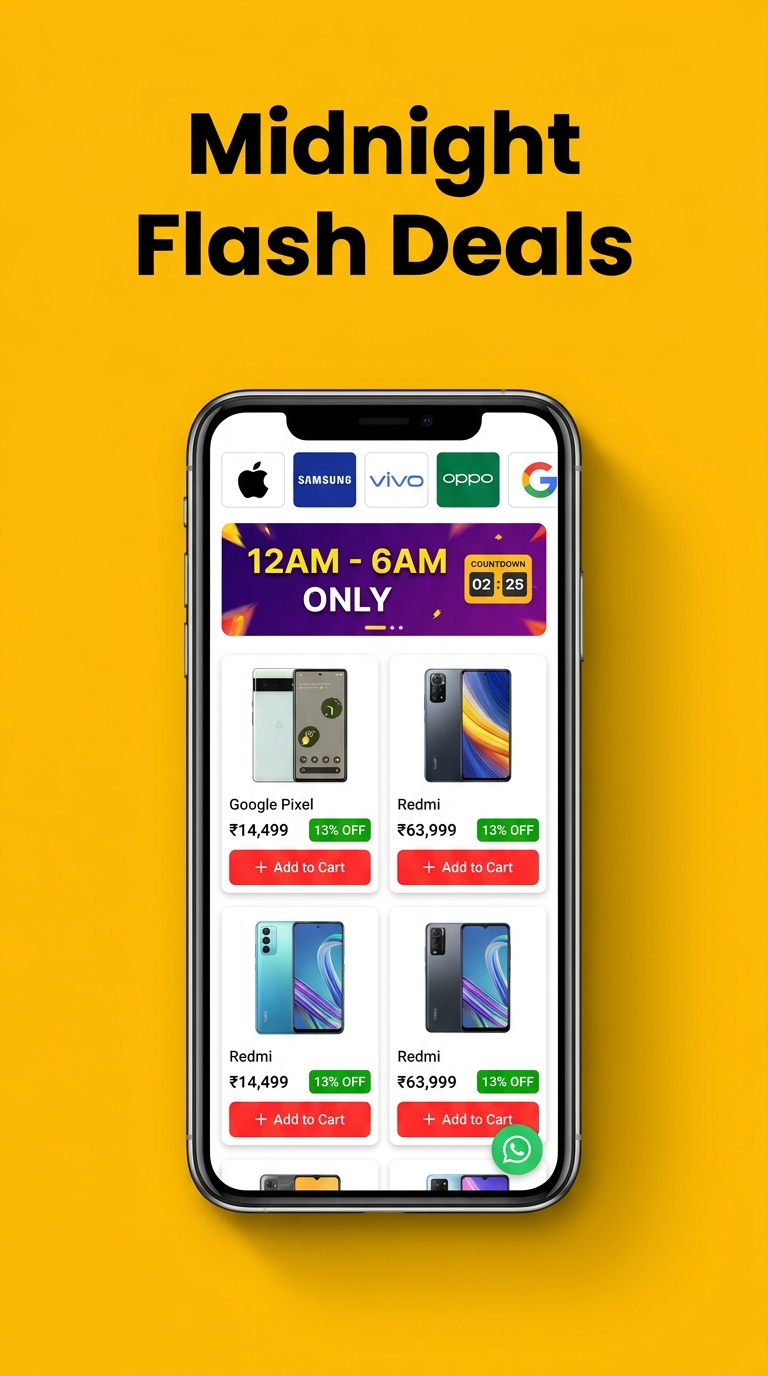 Midnight
Flash Deals
SAMSUNG
vivo
oppo
G
12AM - 6AM
ONLY
COUNTDOWN
02 : 25
Google Pixel
₹14,499
13% OFF
+ Add to Cart
Redmi
₹63,999
13% OFF
+ Add to Cart
Redmi
₹14,499
13% OFF
+ Add to Cart
Redmi
₹63,999
13% OFF
+ Add to Cart